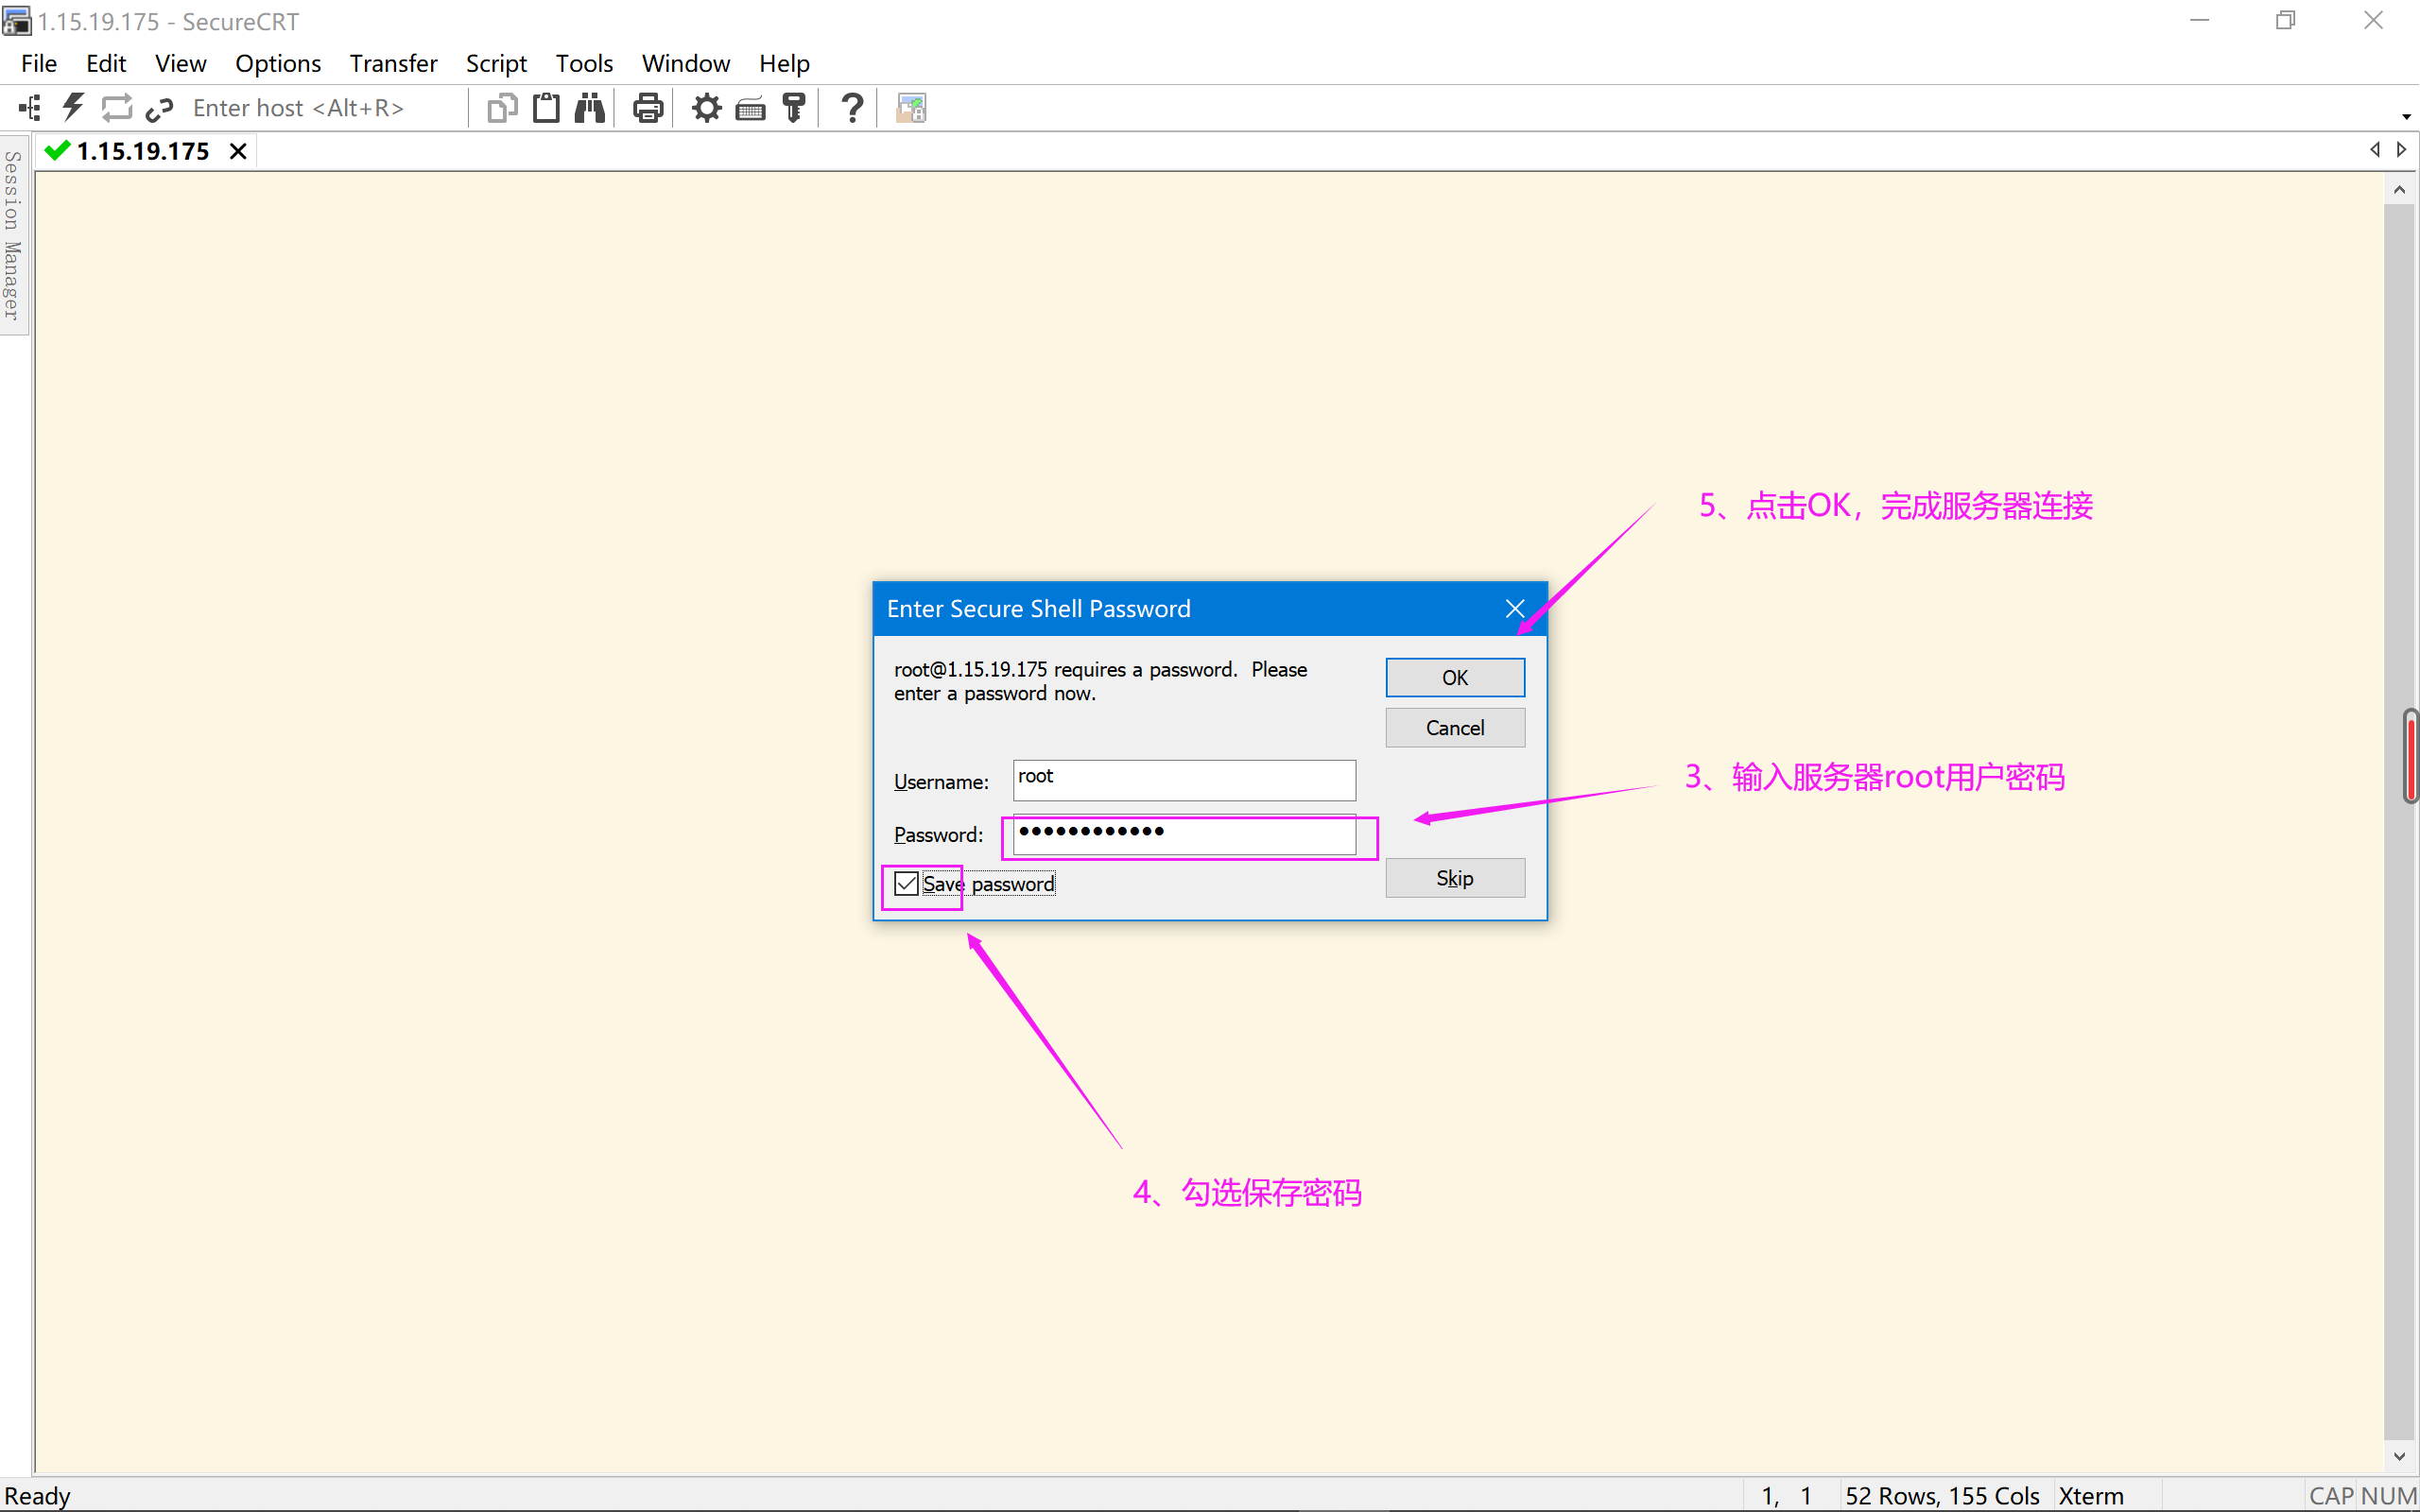 1.15.19.175 - SecureCRT
File Edit View Options Transfer Script Tools Window Help
Enter host <Alt+R>
Session Manager
1.15.19.175
5、点击OK，完成服务器连接
Enter Secure Shell Password
root@1.15.19.175 requires a password. Please
enter a password now.
OK
Cancel
Username: root
3、输入服务器root用户密码
Password: ●●●●●●●●●●●●
Save password
Skip
4、勾选保存密码
Ready
1, 1 52 Rows, 155 Cols Xterm CAP NUM